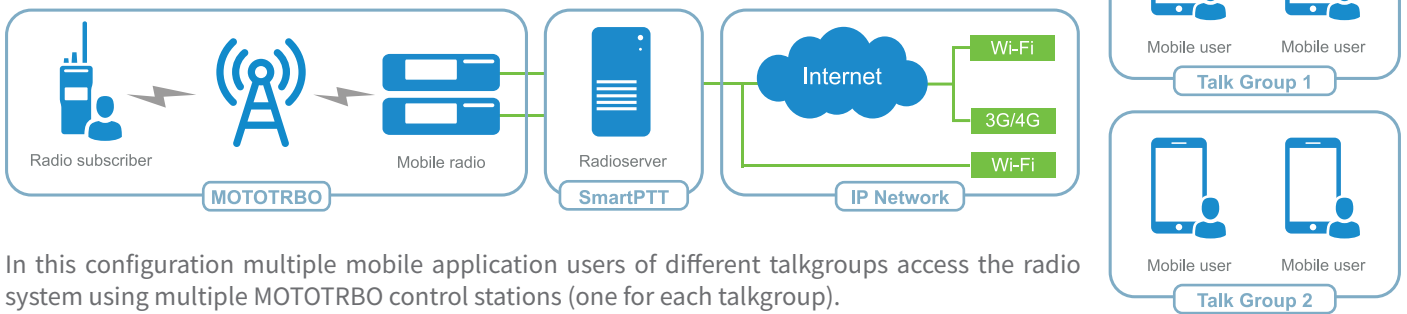 Radio subscriber
Mobile radio
MOTOTRBO
Radioserver
SmartPTT
Internet
Wi-Fi
3G/4G
Wi-Fi
IP Network
Mobile user Mobile user
Talk Group 1
Mobile user Mobile user
Talk Group 2
In this configuration multiple mobile application users of different talkgroups access the radio
system using multiple MOTOTRBO control stations (one for each talkgroup).